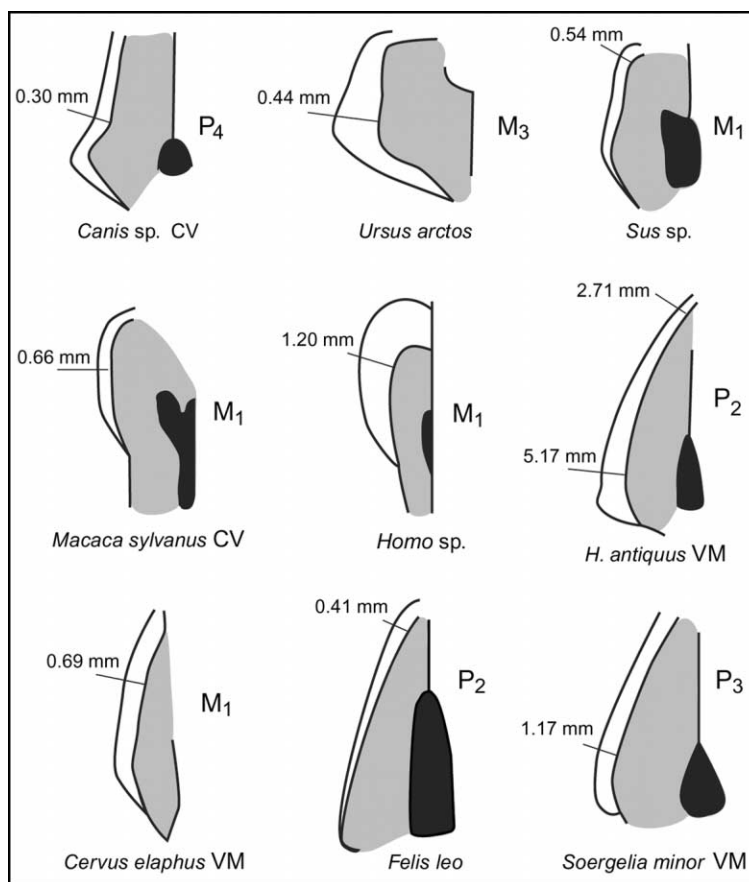 0.30 mm
P4
Canis sp. CV
0.44 mm
M3
Ursus arctos
0.54 mm
M1
Sus sp.
0.66 mm
M1
Macaca sylvanus CV
1.20 mm
M1
Homo sp.
2.71 mm
P2
5.17 mm
H. antiquus VM
0.69 mm
M1
Cervus elaphus VM
0.41 mm
P2
Felis leo
P3
1.17 mm
Soergelia minor VM